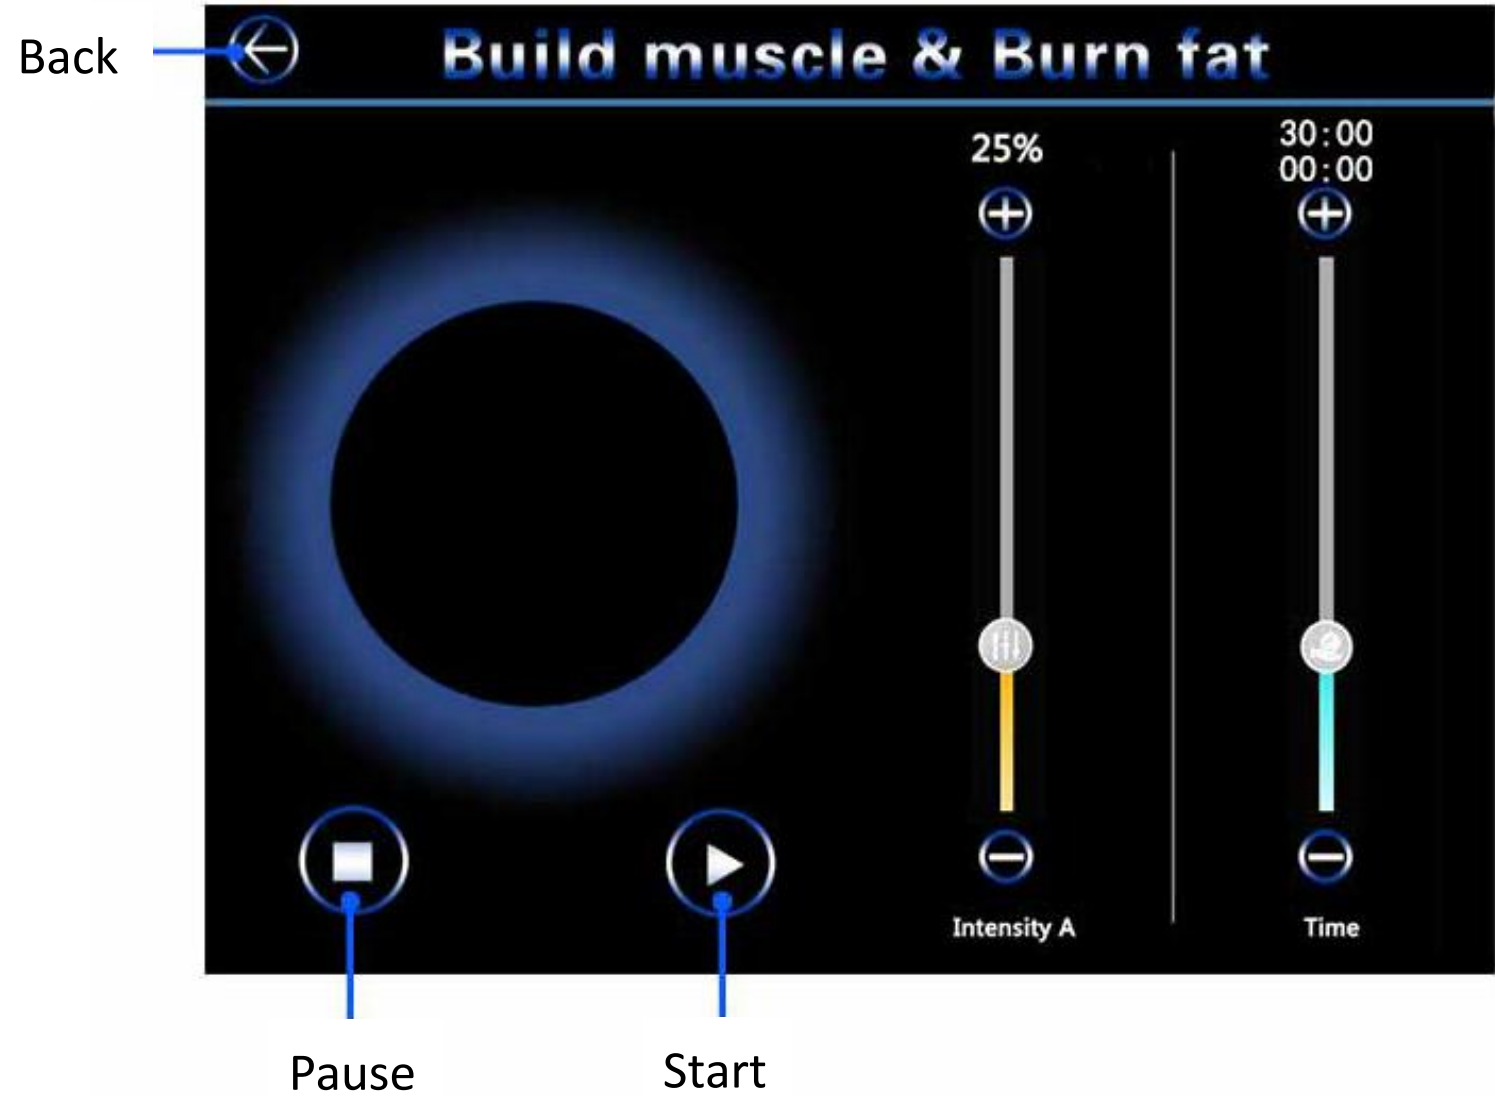 Back
Build muscle & Burn fat
25%
30:00
00:00
Intensity A
Time
Pause
Start